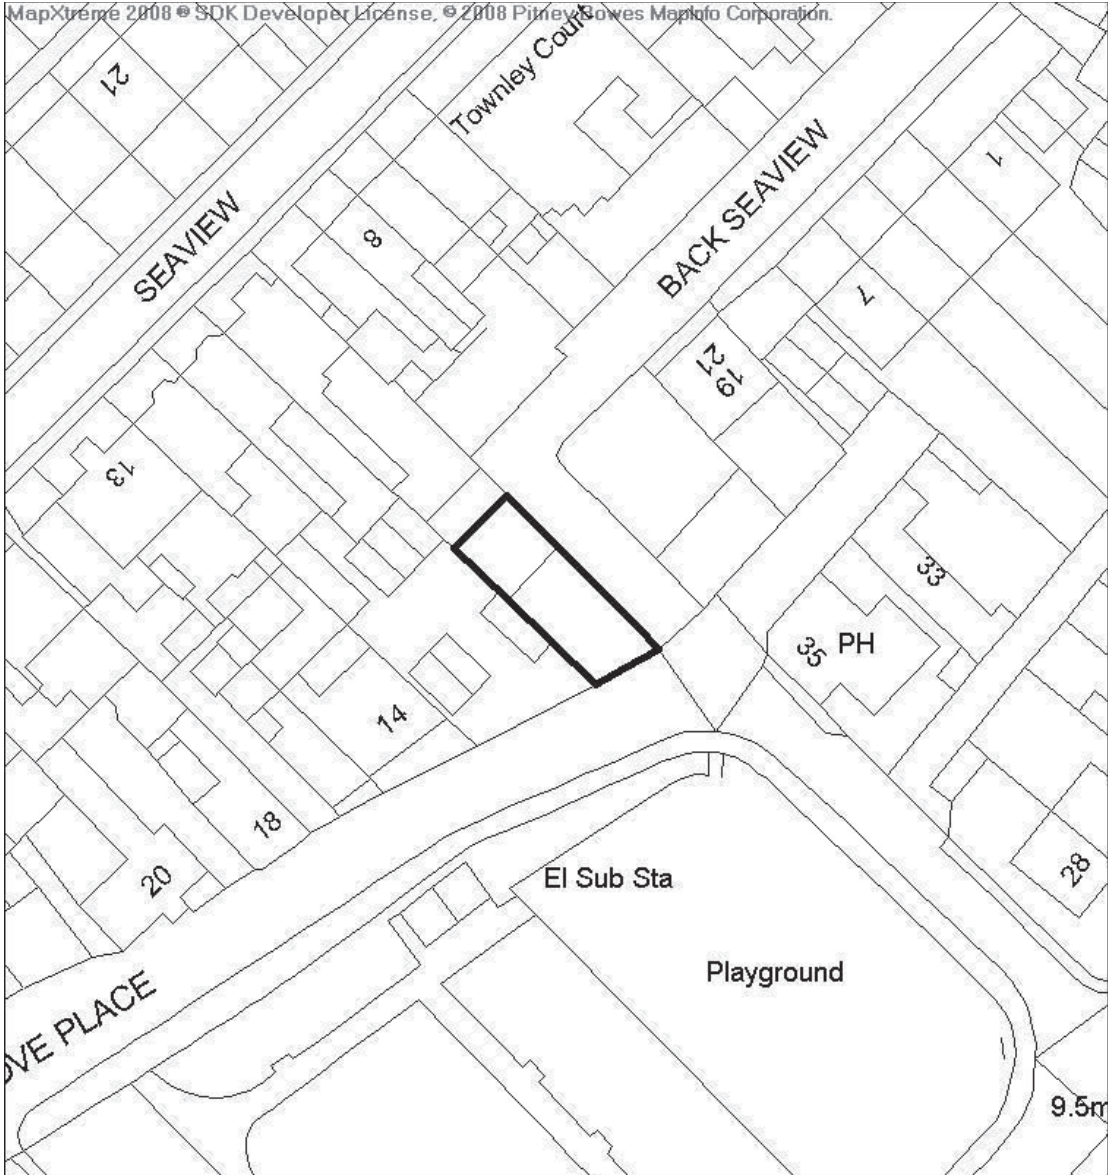 MapXtreme 2008 ® SDK Developer License, © 2008 Pitney Bowes MapInfo Corporation.
21
Townley Court
SEAVIEW
8
BACK SEAVIEW
1
7
21
19
13
33
35
PH
14
18
20
28
El Sub Sta
Playground
OVE PLACE
9.5m